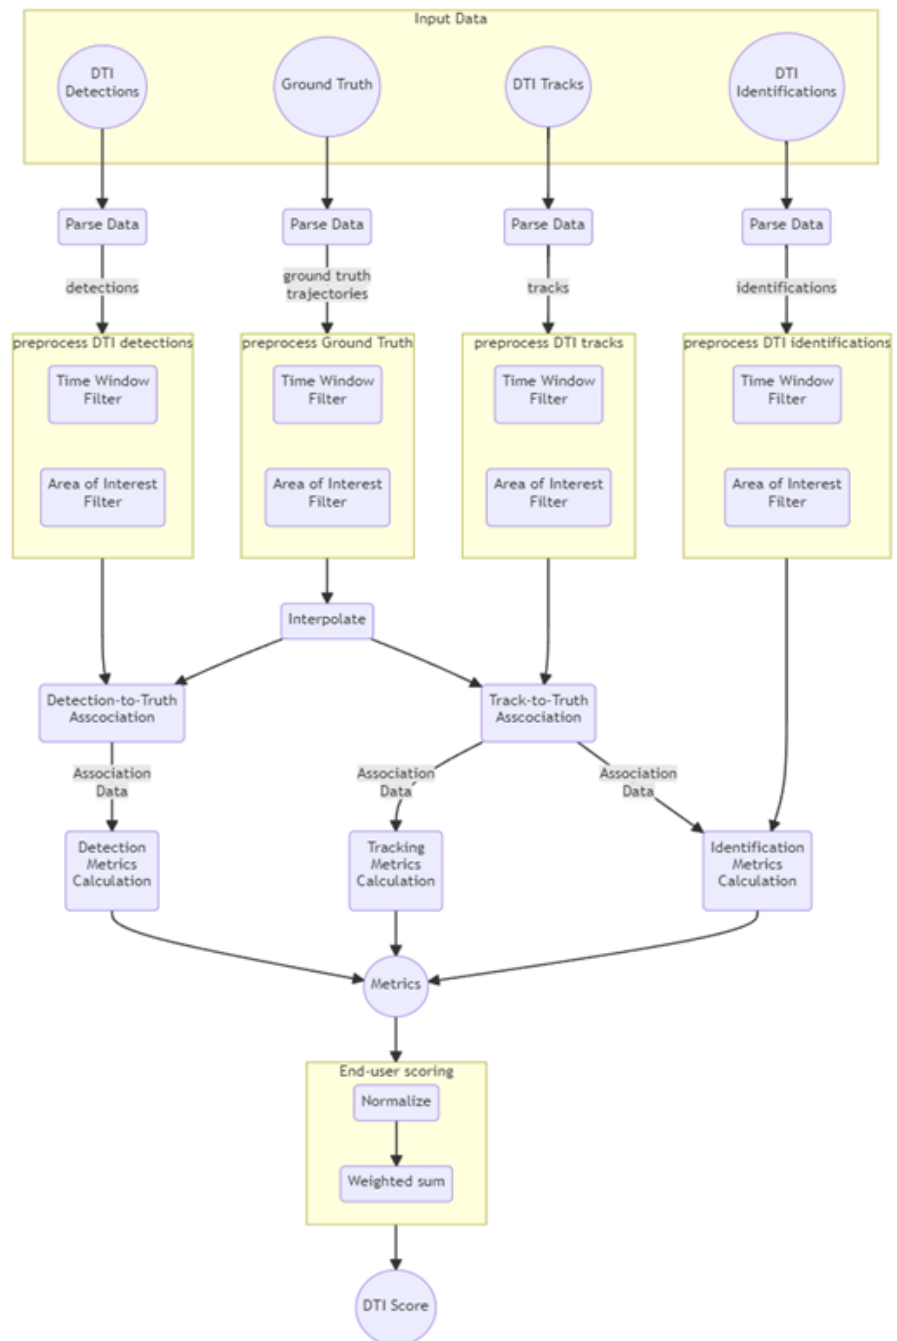 Input Data
DTI
Detections
Ground Truth
DTI Tracks
DTI
Identifications
Parse Data
Parse Data
Parse Data
Parse Data
detections
ground truth
trajectories
tracks
identifications
preprocess DTI detections
preprocess Ground Truth
preprocess DTI tracks
preprocess DTI identifications
Time Window
Filter
Time Window
Filter
Time Window
Filter
Time Window
Filter
Area of Interest
Filter
Area of Interest
Filter
Area of Interest
Filter
Area of Interest
Filter
Interpolate
Detection-to-Truth
Asscociation
Track-to-Truth
Asscociation
Association
Data
Association
Data
Association
Data
Detection
Metrics
Calculation
Tracking
Metrics
Calculation
Identification
Metrics
Calculation
Metrics
End-user scoring
Normalize
Weighted sum
DTI Score